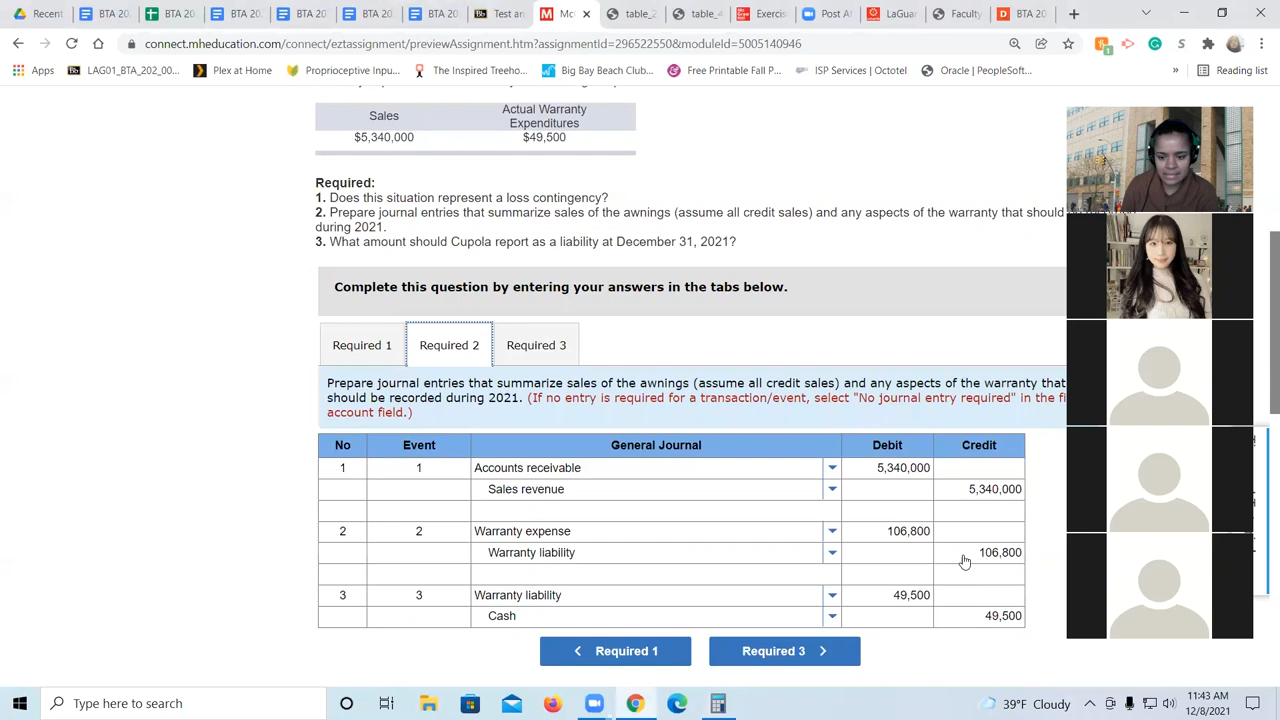 Recent
BTA 20.
BTA 20
BTA 20
BTA 20
BTA 20
Test an
Mc
table_2
table_4
Exercis
Post At
LaGuar
Faculty
BTA 20
connect.mheducation.com/connect/eztassignment/previewAssignment.htm?assignmentId=296522550&moduleId=5005140946
Apps
LAG01_BTA_202_00...
Plex at Home
Proprioceptive Inpu...
The Inspired Treeho...
Big Bay Beach Club...
Free Printable Fall P...
ISP Services | Octotel
Oracle | PeopleSoft...
»
Reading list
Sales Actual Warranty
Expenditures
$5,340,000 $49,500
Required:
1. Does this situation represent a loss contingency?
2. Prepare journal entries that summarize sales of the awnings (assume all credit sales) and any aspects of the warranty that should
during 2021.
3. What amount should Cupola report as a liability at December 31, 2021?
Complete this question by entering your answers in the tabs below.
Required 1 Required 2 Required 3
Prepare journal entries that summarize sales of the awnings (assume all credit sales) and any aspects of the warranty that
should be recorded during 2021. (If no entry is required for a transaction/event, select "No journal entry required" in the fi
account field.)
No Event General Journal Debit Credit
1 1 Accounts receivable 5,340,000
Sales revenue 5,340,000
2 2 Warranty expense 106,800
Warranty liability 106,800
3 3 Warranty liability 49,500
Cash 49,500
< Required 1 Required 3 >
Type here to search
39°F Cloudy
11:43 AM
12/8/2021